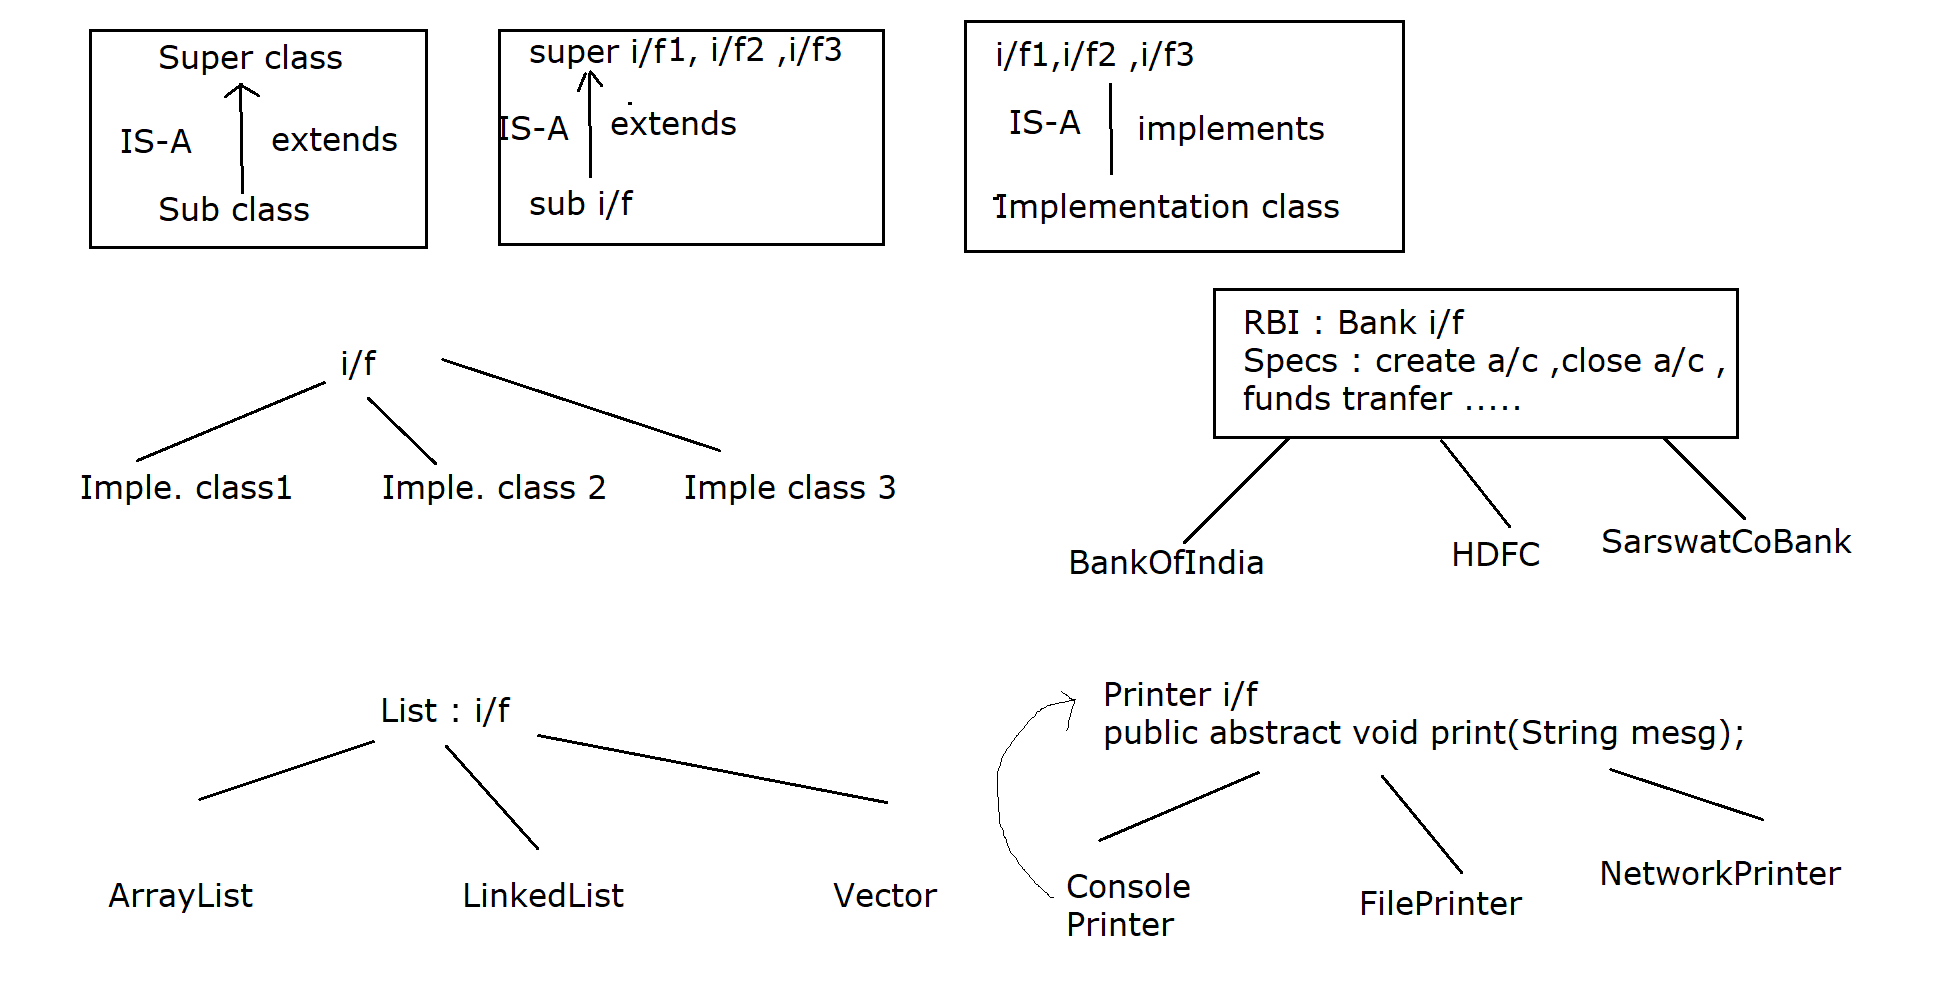 Super class
IS-A
extends
Sub class
super i/f1, i/f2 ,i/f3
IS-A
extends
sub i/f
i/f1,i/f2 ,i/f3
IS-A
implements
Implementation class
i/f
Imple. class1
Imple. class 2
Imple class 3
RBI : Bank i/f
Specs : create a/c ,close a/c ,
funds tranfer .....
BankOfIndia
HDFC
SarswatCoBank
List : i/f
ArrayList
LinkedList
Vector
Printer i/f
public abstract void print(String mesg);
Console
Printer
FilePrinter
NetworkPrinter